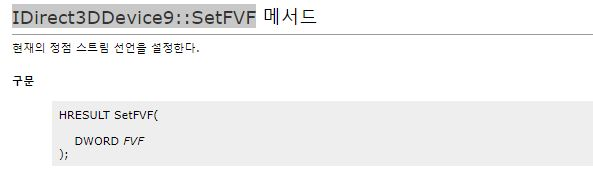 IDirect3DDevice9::SetFVF 메서드
현재의 정점 스트림 선언을 설정한다.
구문
HRESULT SetFVF(
DWORD FVF
);